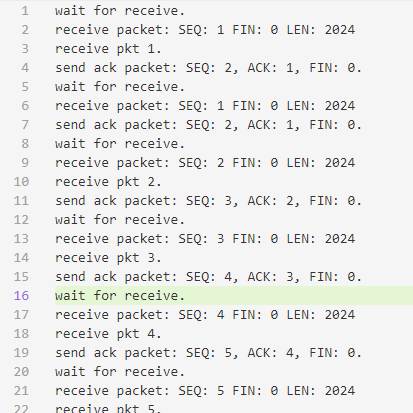 1 wait for receive.
2 receive packet: SEQ: 1 FIN: 0 LEN: 2024
3 receive pkt 1.
4 send ack packet: SEQ: 2, ACK: 1, FIN: 0.
5 wait for receive.
6 receive packet: SEQ: 1 FIN: 0 LEN: 2024
7 send ack packet: SEQ: 2, ACK: 1, FIN: 0.
8 wait for receive.
9 receive packet: SEQ: 2 FIN: 0 LEN: 2024
10 receive pkt 2.
11 send ack packet: SEQ: 3, ACK: 2, FIN: 0.
12 wait for receive.
13 receive packet: SEQ: 3 FIN: 0 LEN: 2024
14 receive pkt 3.
15 send ack packet: SEQ: 4, ACK: 3, FIN: 0.
16 wait for receive.
17 receive packet: SEQ: 4 FIN: 0 LEN: 2024
18 receive pkt 4.
19 send ack packet: SEQ: 5, ACK: 4, FIN: 0.
20 wait for receive.
21 receive packet: SEQ: 5 FIN: 0 LEN: 2024
22 receive pkt 5.